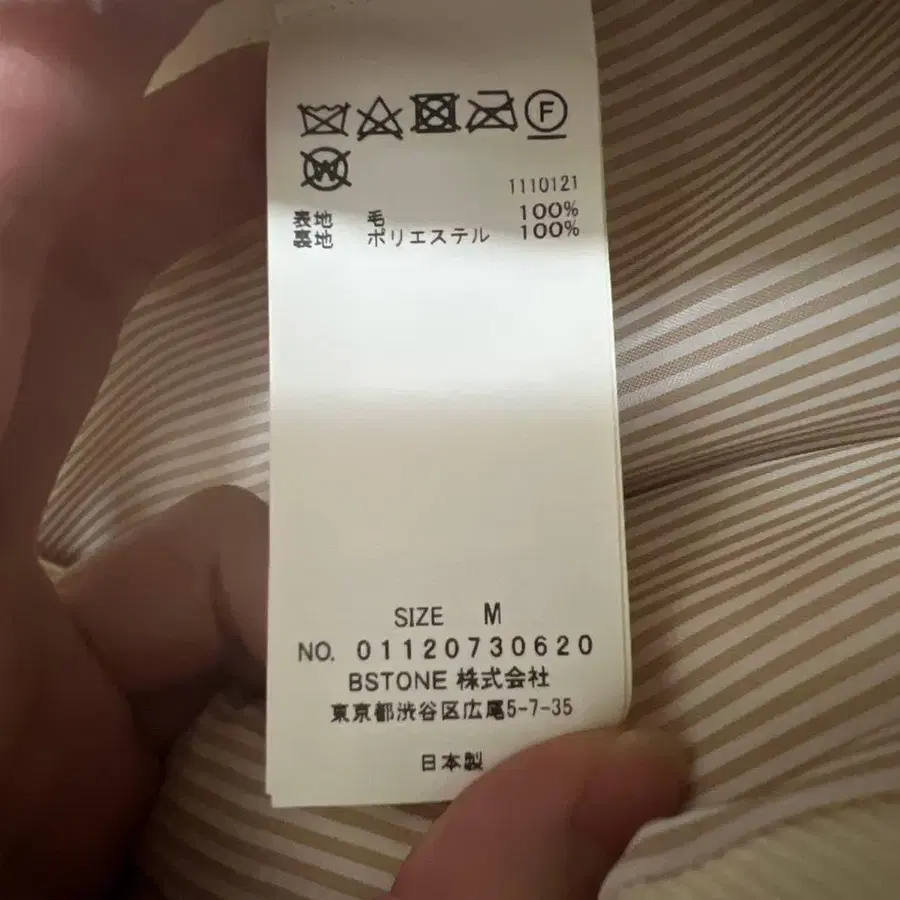 F
W
1110121
表地 毛 100%
裏地 ポリエステル 100%
SIZE M
NO. 01120730620
BSTONE 株式会社
東京都渋谷区広尾5-7-35
日本製